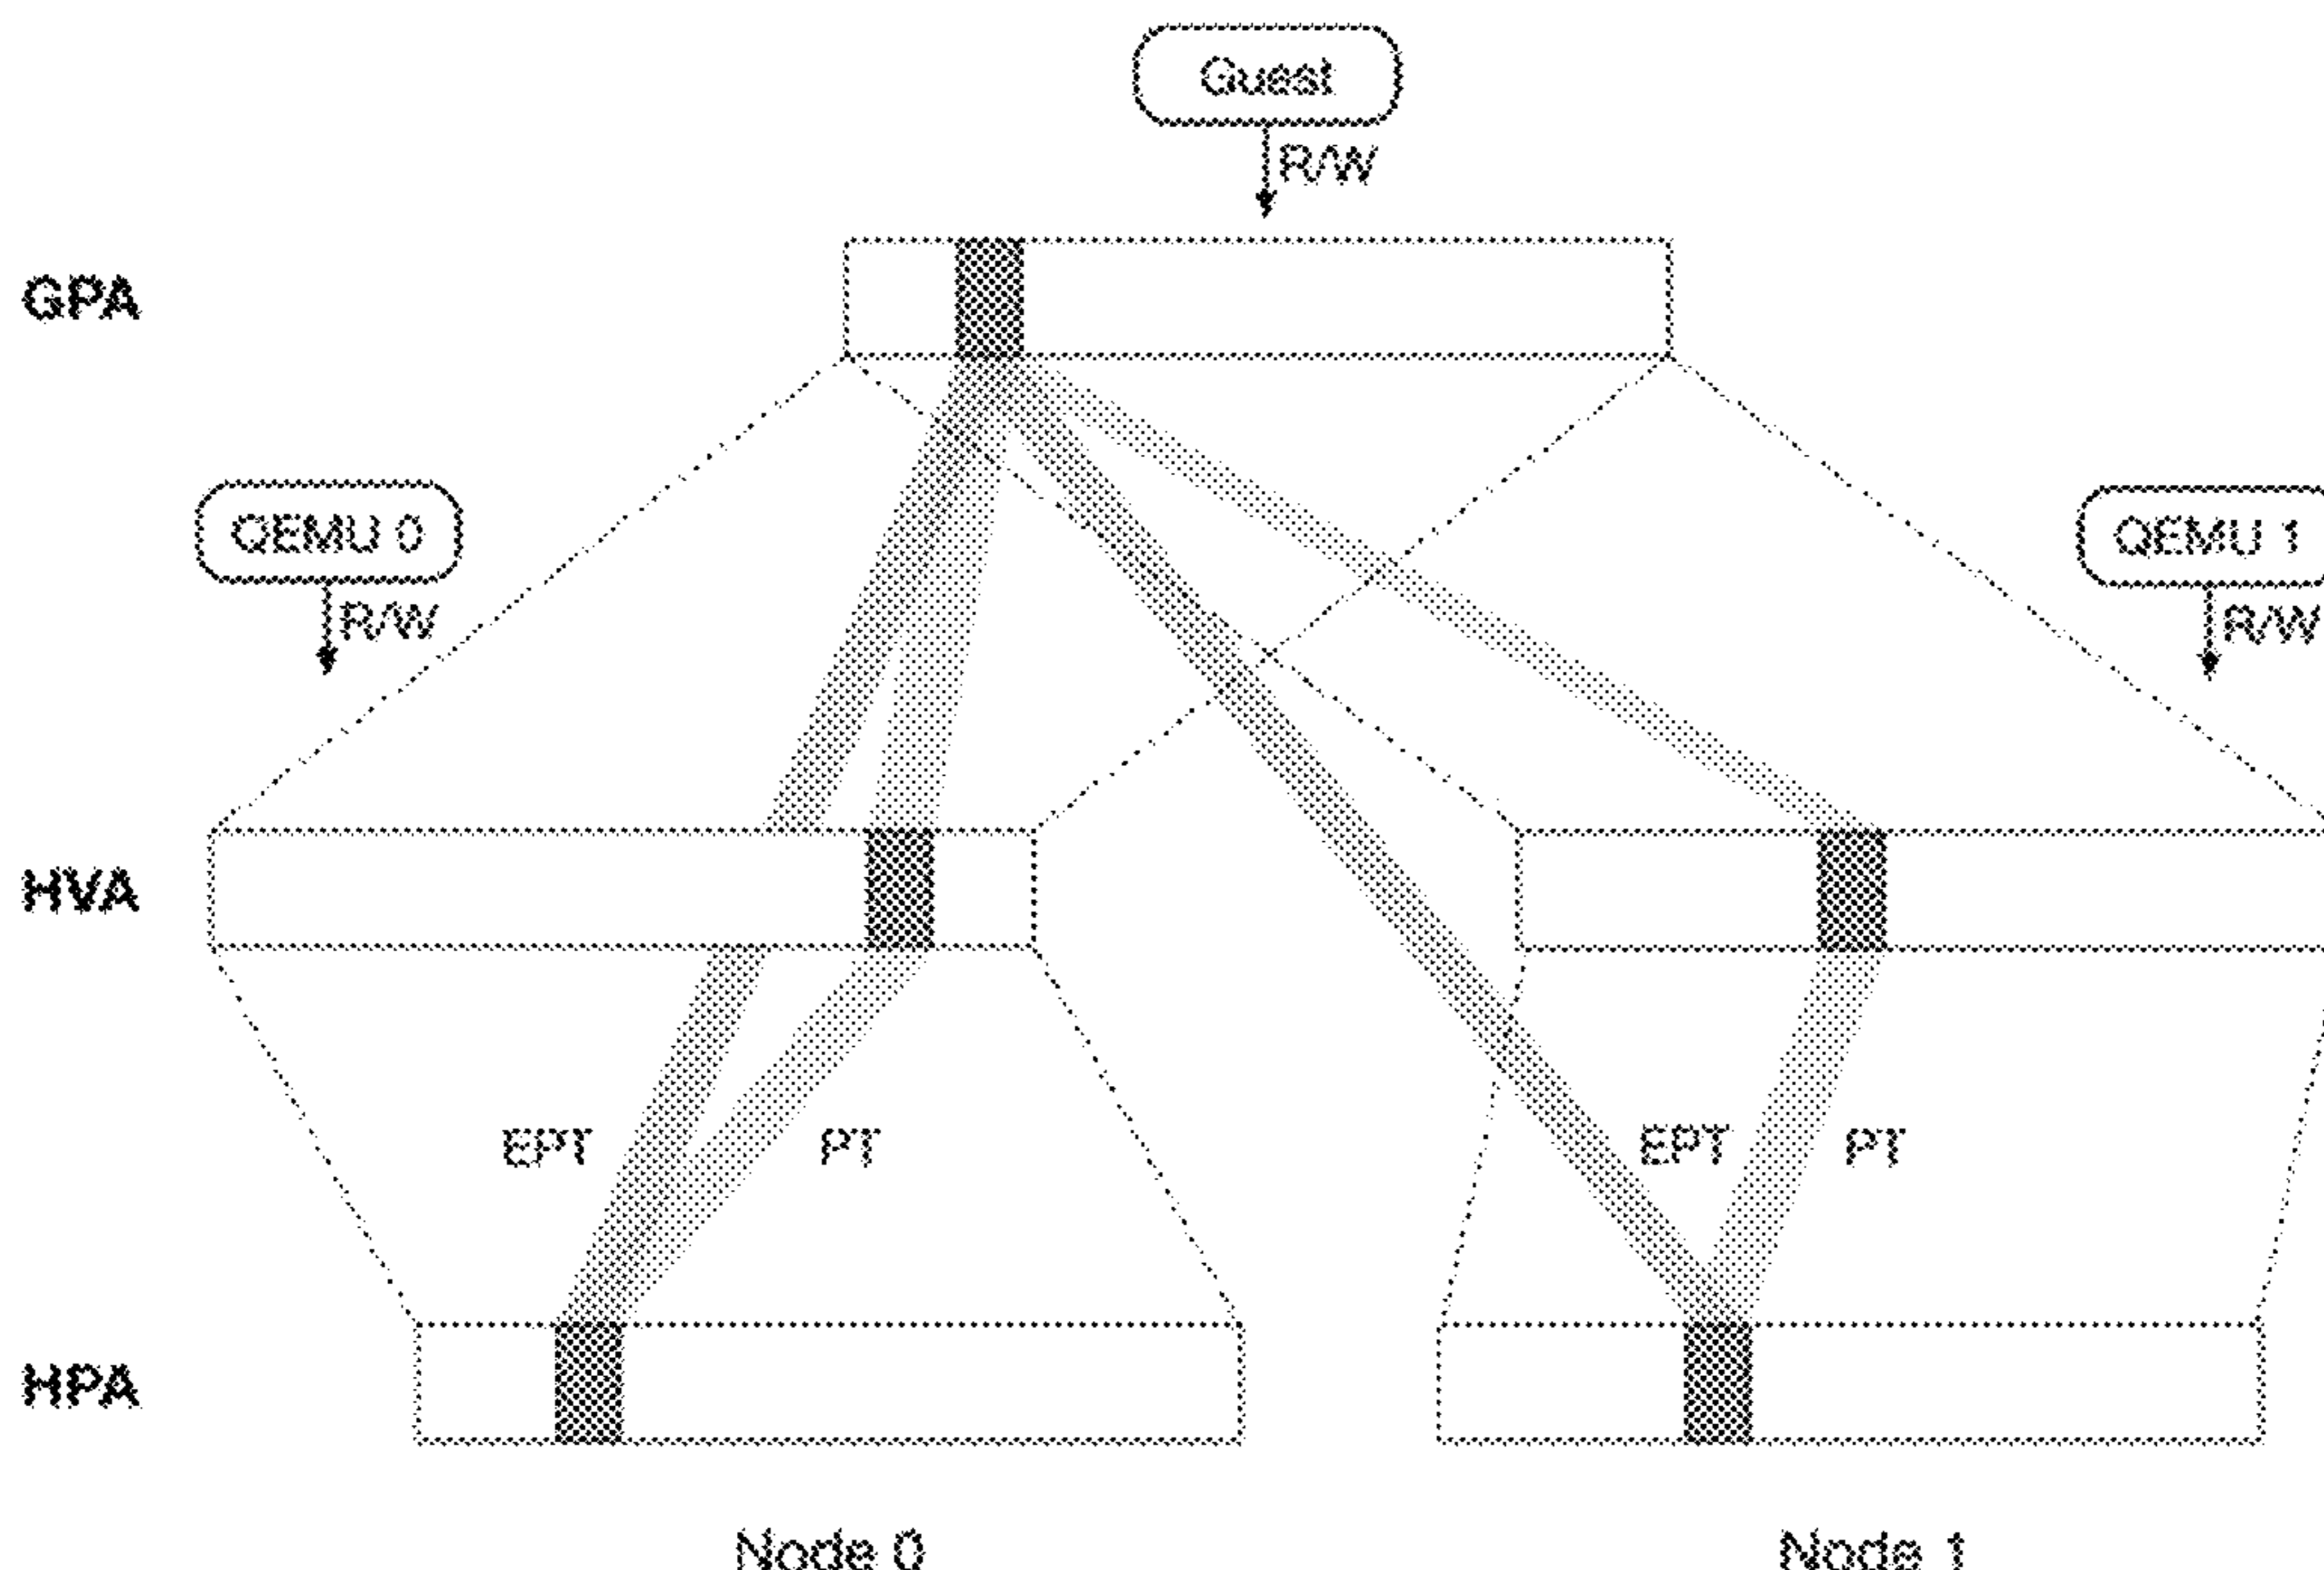 Guest
R/W
GPA
QEMU 0
QEMU 1
R/W
R/W
HVA
EPT
PT
EPT
PT
HPA
Node 0
Node 1